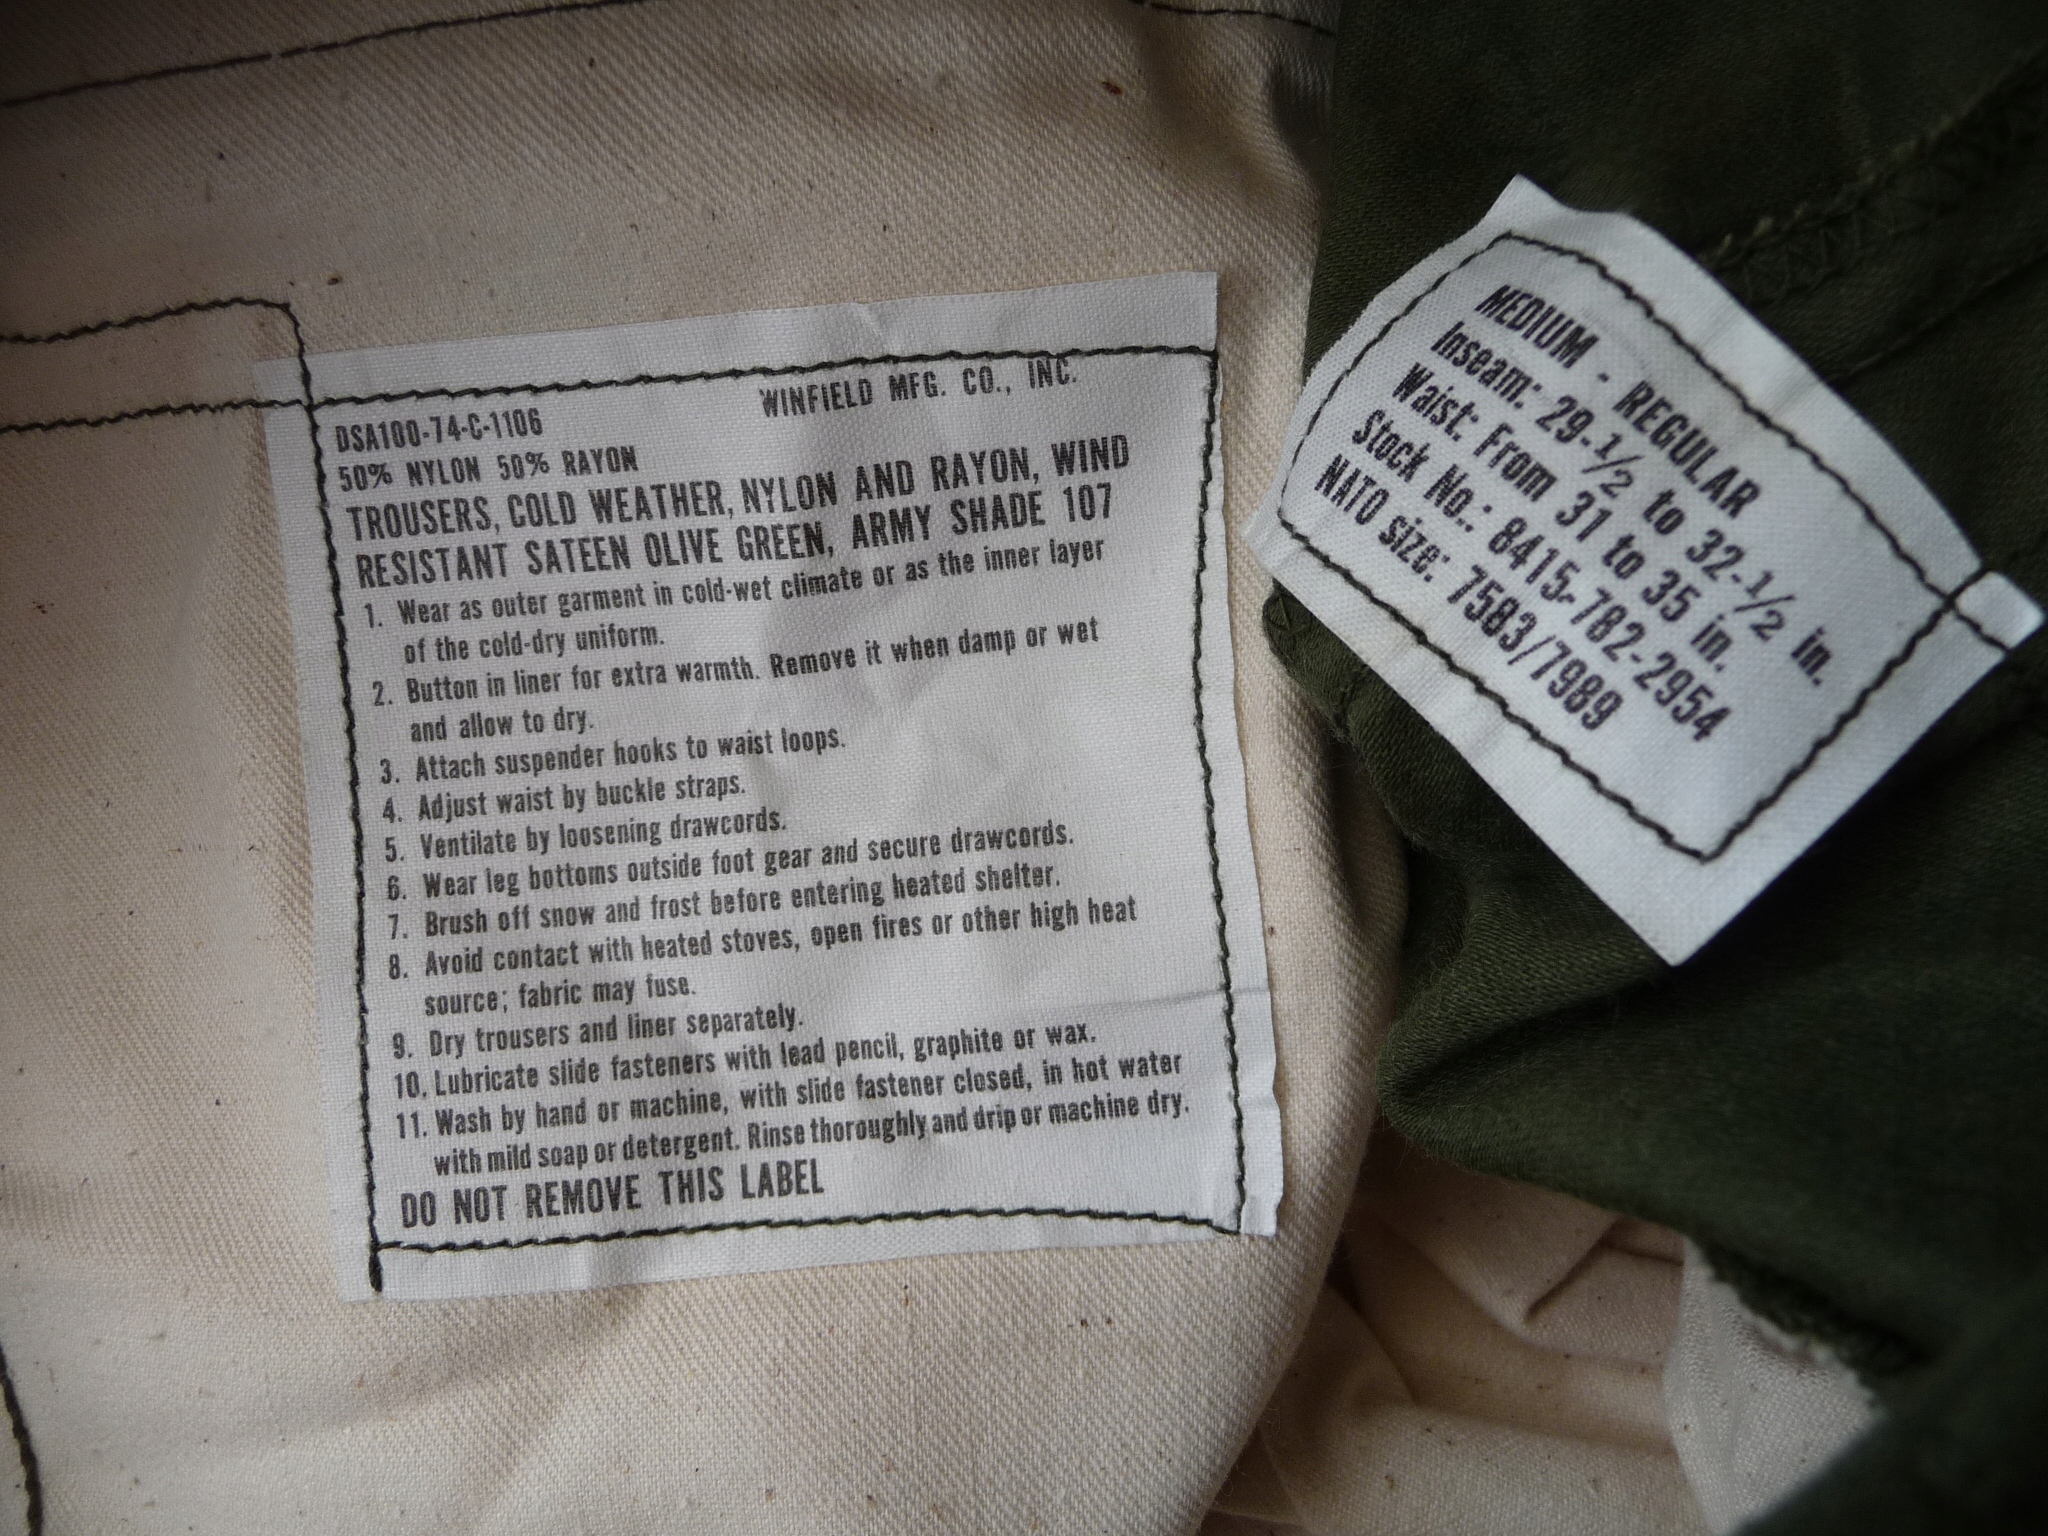 DSA100-74-C-1106
WINFIELD MFG. CO., INC.
50% NYLON 50% RAYON
TROUSERS, COLD WEATHER, NYLON AND RAYON, WIND
RESISTANT SATEEN OLIVE GREEN, ARMY SHADE 107
1. Wear as outer garment in cold-wet climate or as the inner layer
of the cold-dry uniform.
2. Button in liner for extra warmth. Remove it when damp or wet
and allow to dry.
3. Attach suspender hooks to waist loops.
4. Adjust waist by buckle straps.
5. Ventilate by loosening drawcords.
6. Wear leg bottoms outside foot gear and secure drawcords.
7. Brush off snow and frost before entering heated shelter.
8. Avoid contact with heated stoves, open fires or other high heat
source; fabric may fuse.
9. Dry trousers and liner separately.
10. Lubricate slide fasteners with lead pencil, graphite or wax.
11. Wash by hand or machine, with slide fastener closed, in hot water
with mild soap or detergent. Rinse thoroughly and drip or machine dry.
DO NOT REMOVE THIS LABEL
MEDIUM - REGULAR
Inseam: 29-1/2 to 32-1/2 in.
Waist: From 31 to 35 in.
Stock No.: 8415-782-2954
NATO size: 7583/7989